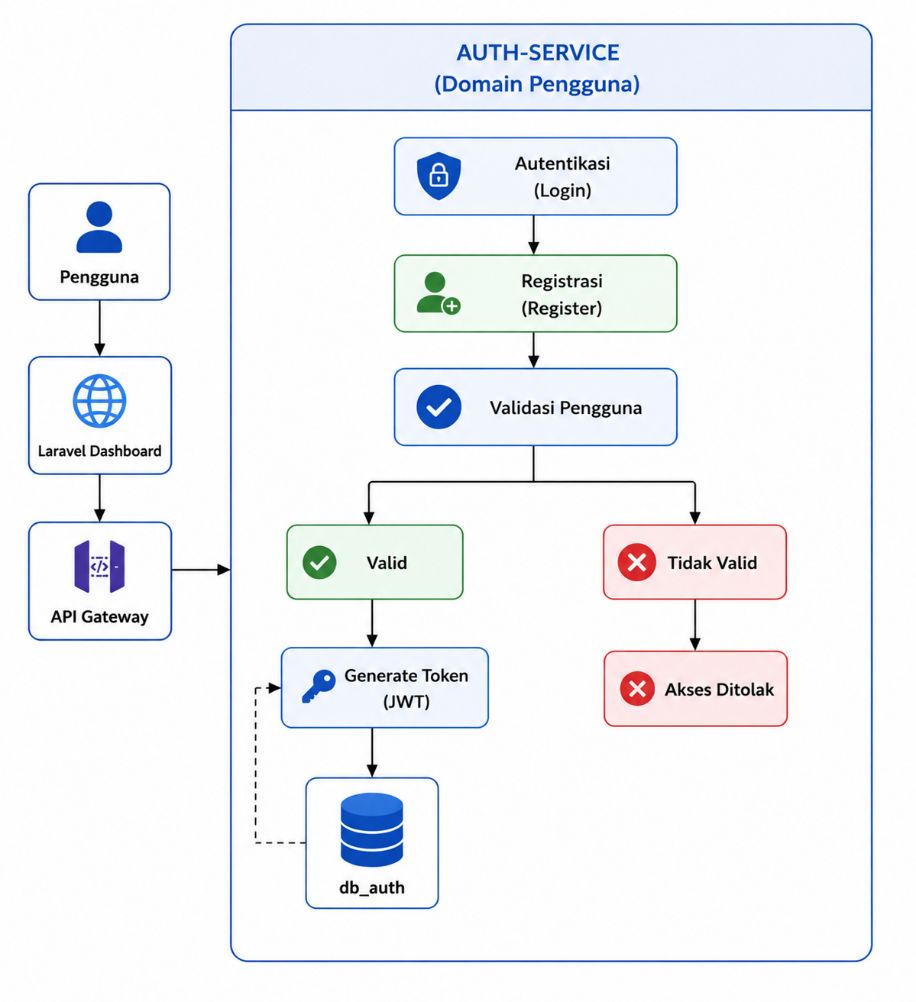 AUTH-SERVICE
(Domain Pengguna)
Autentikasi
(Login)
Registrasi
(Register)
Validasi Pengguna
Pengguna
Laravel Dashboard
</>
API Gateway
Valid
Tidak Valid
Generate Token
(JWT)
Akses Ditolak
db_auth